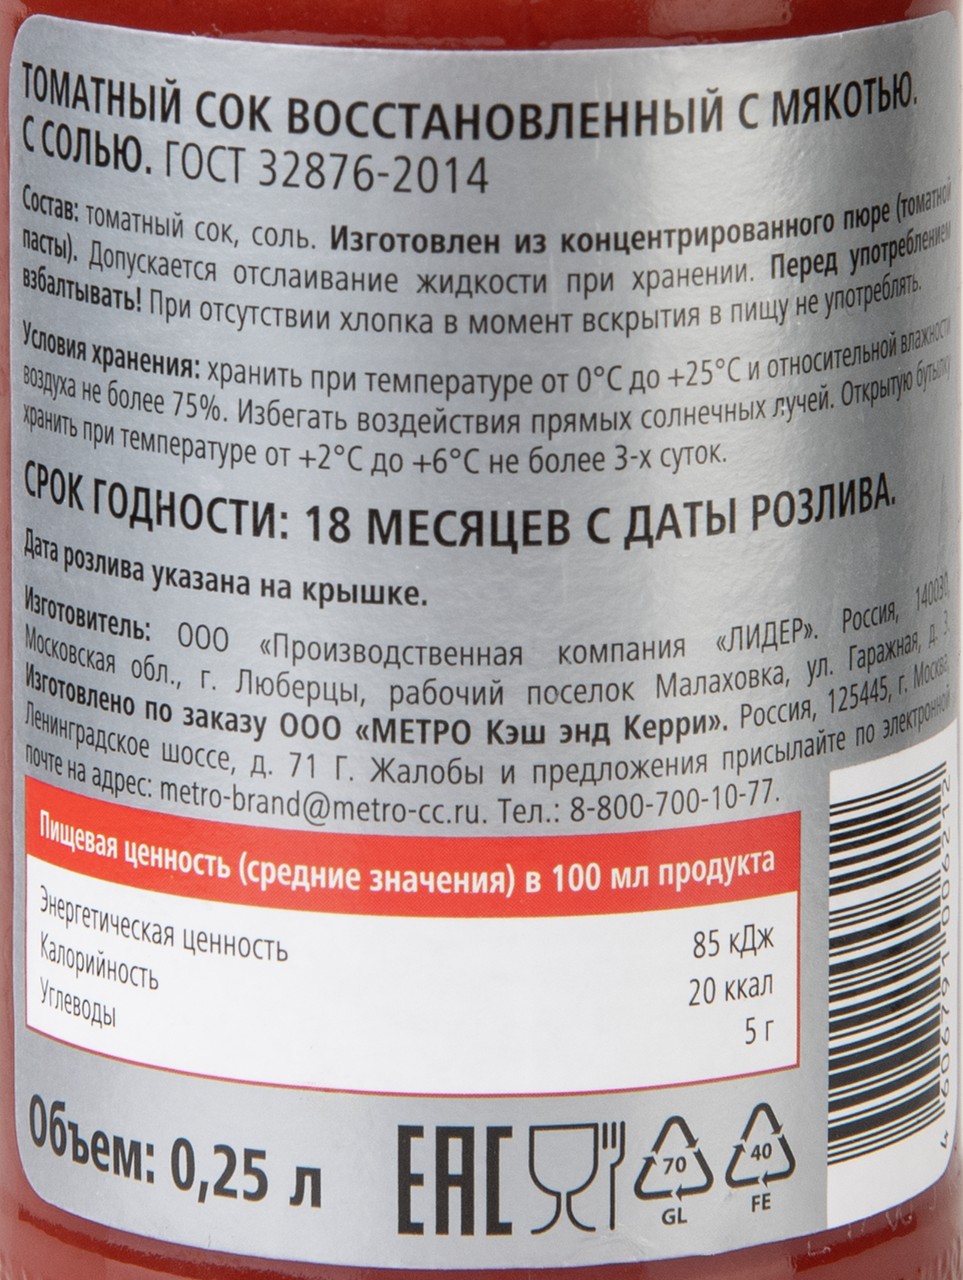 ТОМАТНЫЙ СОК ВОССТАНОВЛЕННЫЙ С МЯКОТЬЮ.
С СОЛЬЮ. ГОСТ 32876-2014
Состав: томатный сок, соль. Изготовлен из концентрированного пюре (томатной
пасты). Допускается отслаивание жидкости при хранении. Перед употреблением
взбалтывать! При отсутствии хлопка в момент вскрытия в пищу не употреблять.
Условия хранения: хранить при температуре от 0°С до +25°С и относительной влажности
воздуха не более 75%. Избегать воздействия прямых солнечных лучей. Открытую бутылку
хранить при температуре от +2°С до +6°С не более 3-х суток.
СРОК ГОДНОСТИ: 18 МЕСЯЦЕВ С ДАТЫ РОЗЛИВА.
Дата розлива указана на крышке.
Изготовитель: ООО «Производственная компания «ЛИДЕР». Россия, 140030,
Московская обл., г. Люберцы, рабочий поселок Малаховка, ул. Гаражная, д. 3.
Изготовлено по заказу ООО «МЕТРО Кэш энд Керри». Россия, 125445, г. Москва,
Ленинградское шоссе, д. 71 Г. Жалобы и предложения присылайте по электронной
почте на адрес: metro-brand@metro-cc.ru. Тел.: 8-800-700-10-77.
Пищевая ценность (средние значения) в 100 мл продукта
Энергетическая ценность 85 кДж
Калорийность 20 ккал
Углеводы 5 г
Объем: 0,25 л
EAC
70
GL
40
FE
4 606791 006212